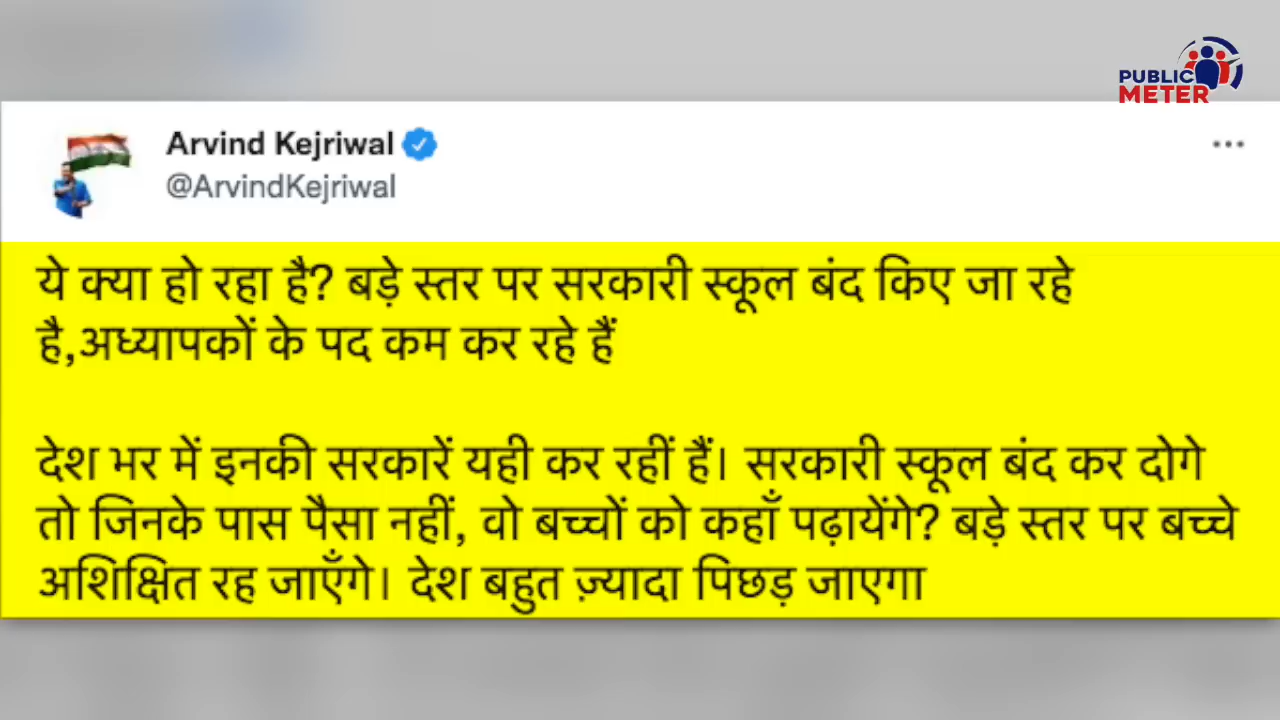 PUBLIC
METER
Arvind Kejriwal
@ArvindKejriwal
ये क्या हो रहा है? बड़े स्तर पर सरकारी स्कूल बंद किए जा रहे
है,अध्यापकों के पद कम कर रहे हैं
देश भर में इनकी सरकारें यही कर रहीं हैं। सरकारी स्कूल बंद कर दोगे
तो जिनके पास पैसा नहीं, वो बच्चों को कहाँ पढ़ायेंगे? बड़े स्तर पर बच्चे
अशिक्षित रह जाएँगे। देश बहुत ज़्यादा पिछड़ जाएगा